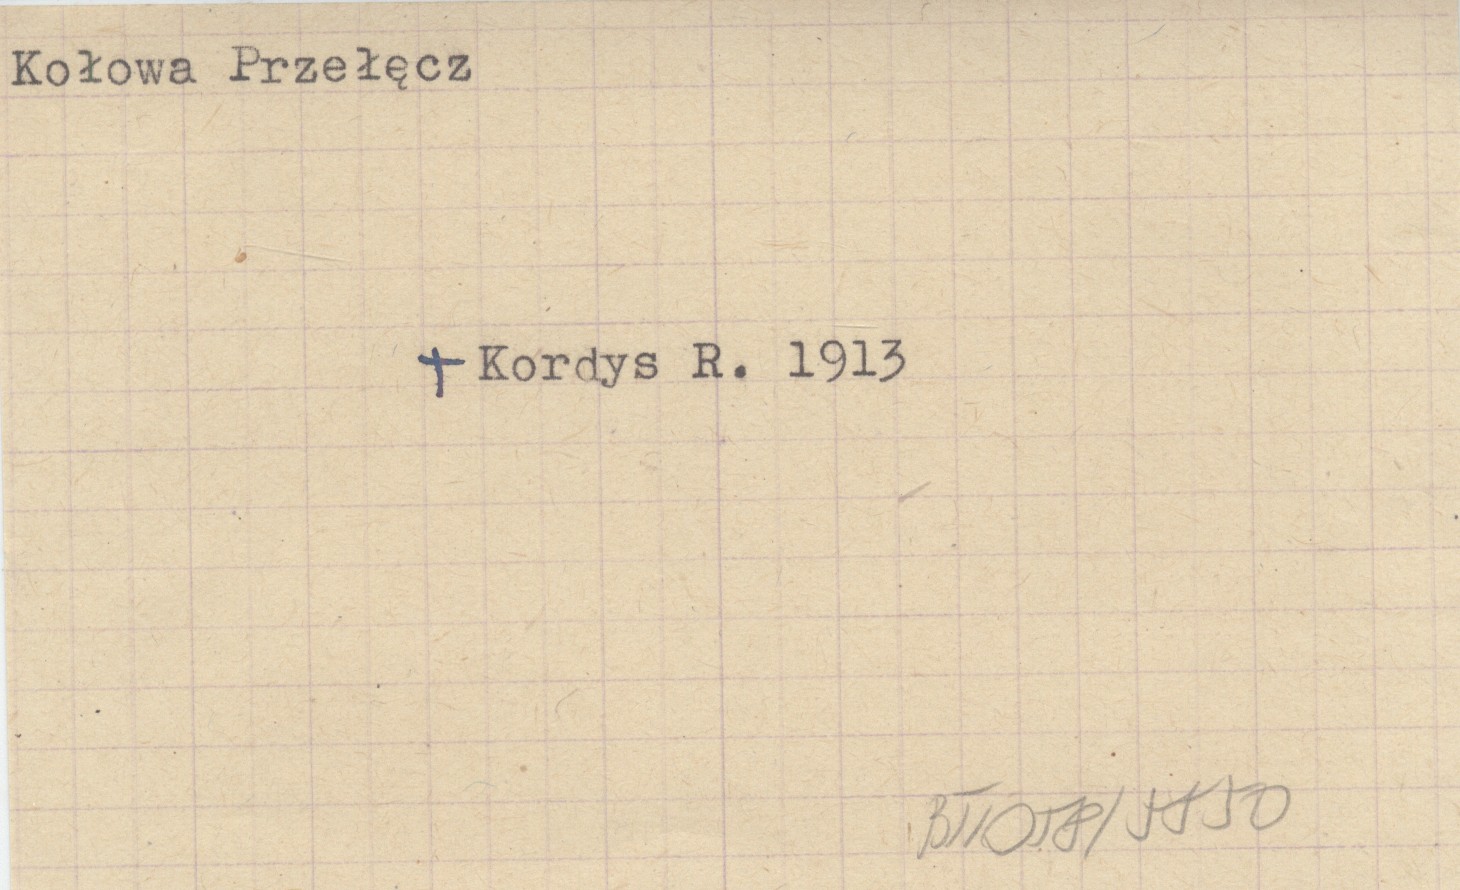 Kołowa Przełęcz
+ Kordys R. 1913